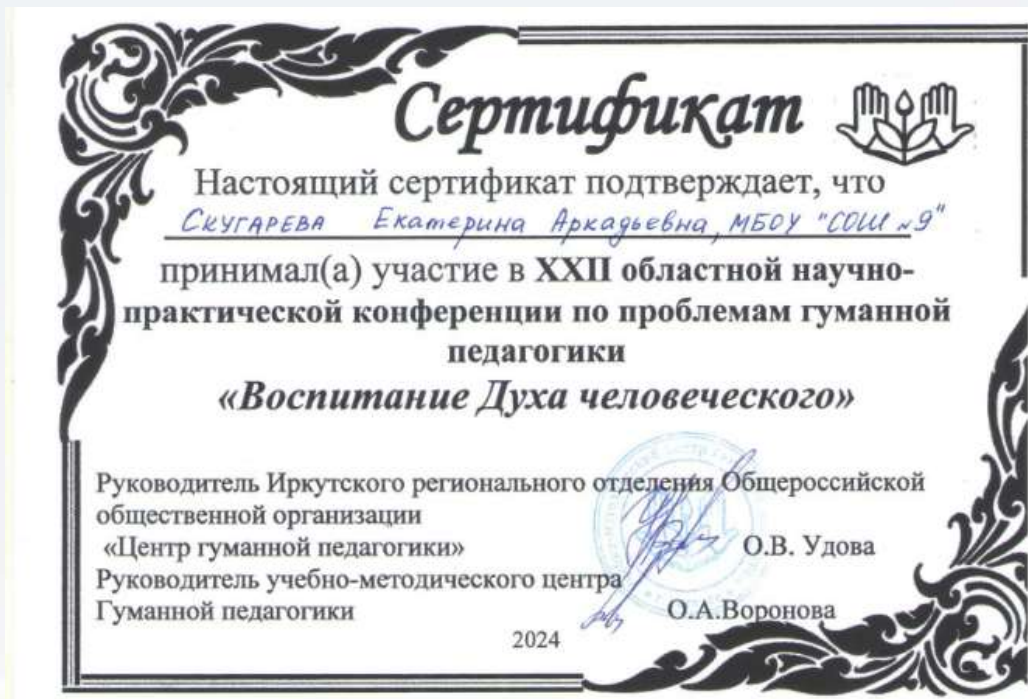 Сертификат
Настоящий сертификат подтверждает, что
Скугарева Екатерина Аркадьевна, МБОУ "СОШ №9"
принимал(а) участие в XXII областной научно-
практической конференции по проблемам гуманной
педагогики
«Воспитание Духа человеческого»
Руководитель Иркутского регионального отделения Общероссийской
общественной организации
«Центр гуманной педагогики»
О.В. Удова
Руководитель учебно-методического центра
Гуманной педагогики
О.А.Воронова
2024